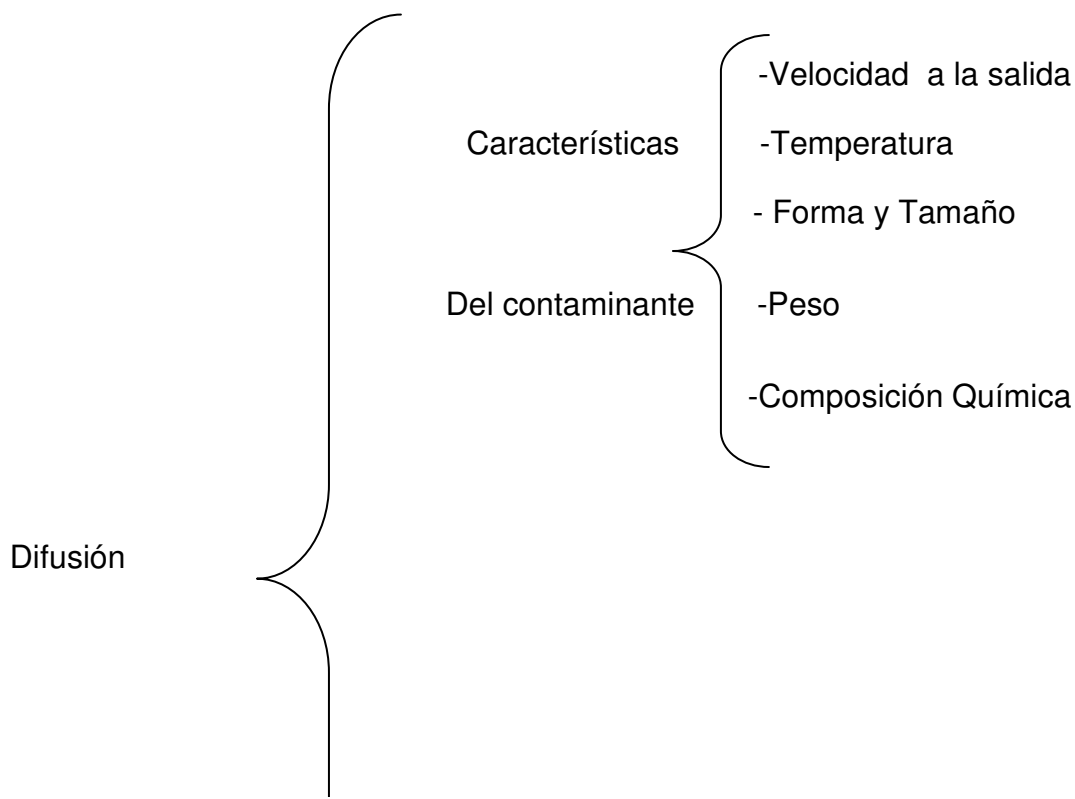 -Velocidad a la salida
Características
-Temperatura
- Forma y Tamaño
Del contaminante
-Peso
-Composición Química
Difusión